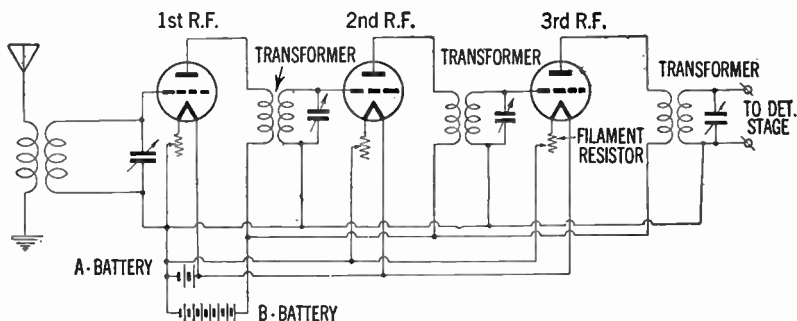 1st R.F.
2nd R.F.
3rd R.F.
TRANSFORMER
TRANSFORMER
TRANSFORMER
TO DET.
STAGE
FILAMENT
RESISTOR
A-BATTERY
B-BATTERY